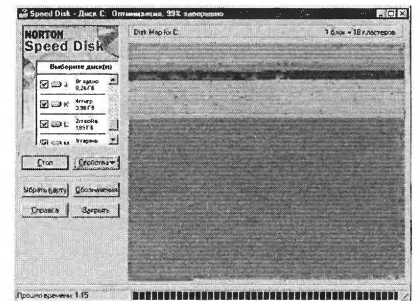 Speed Disk - Диск C: Оптимизация, 99% завершено
NORTON
Speed Disk
Disk Map for C:
1 блок = 18 кластеров
Выберите диск(и)
Стоп
Свойства
Убрать карту
Обозначения
Справка
Закрыть
Прошло времени: 1:15